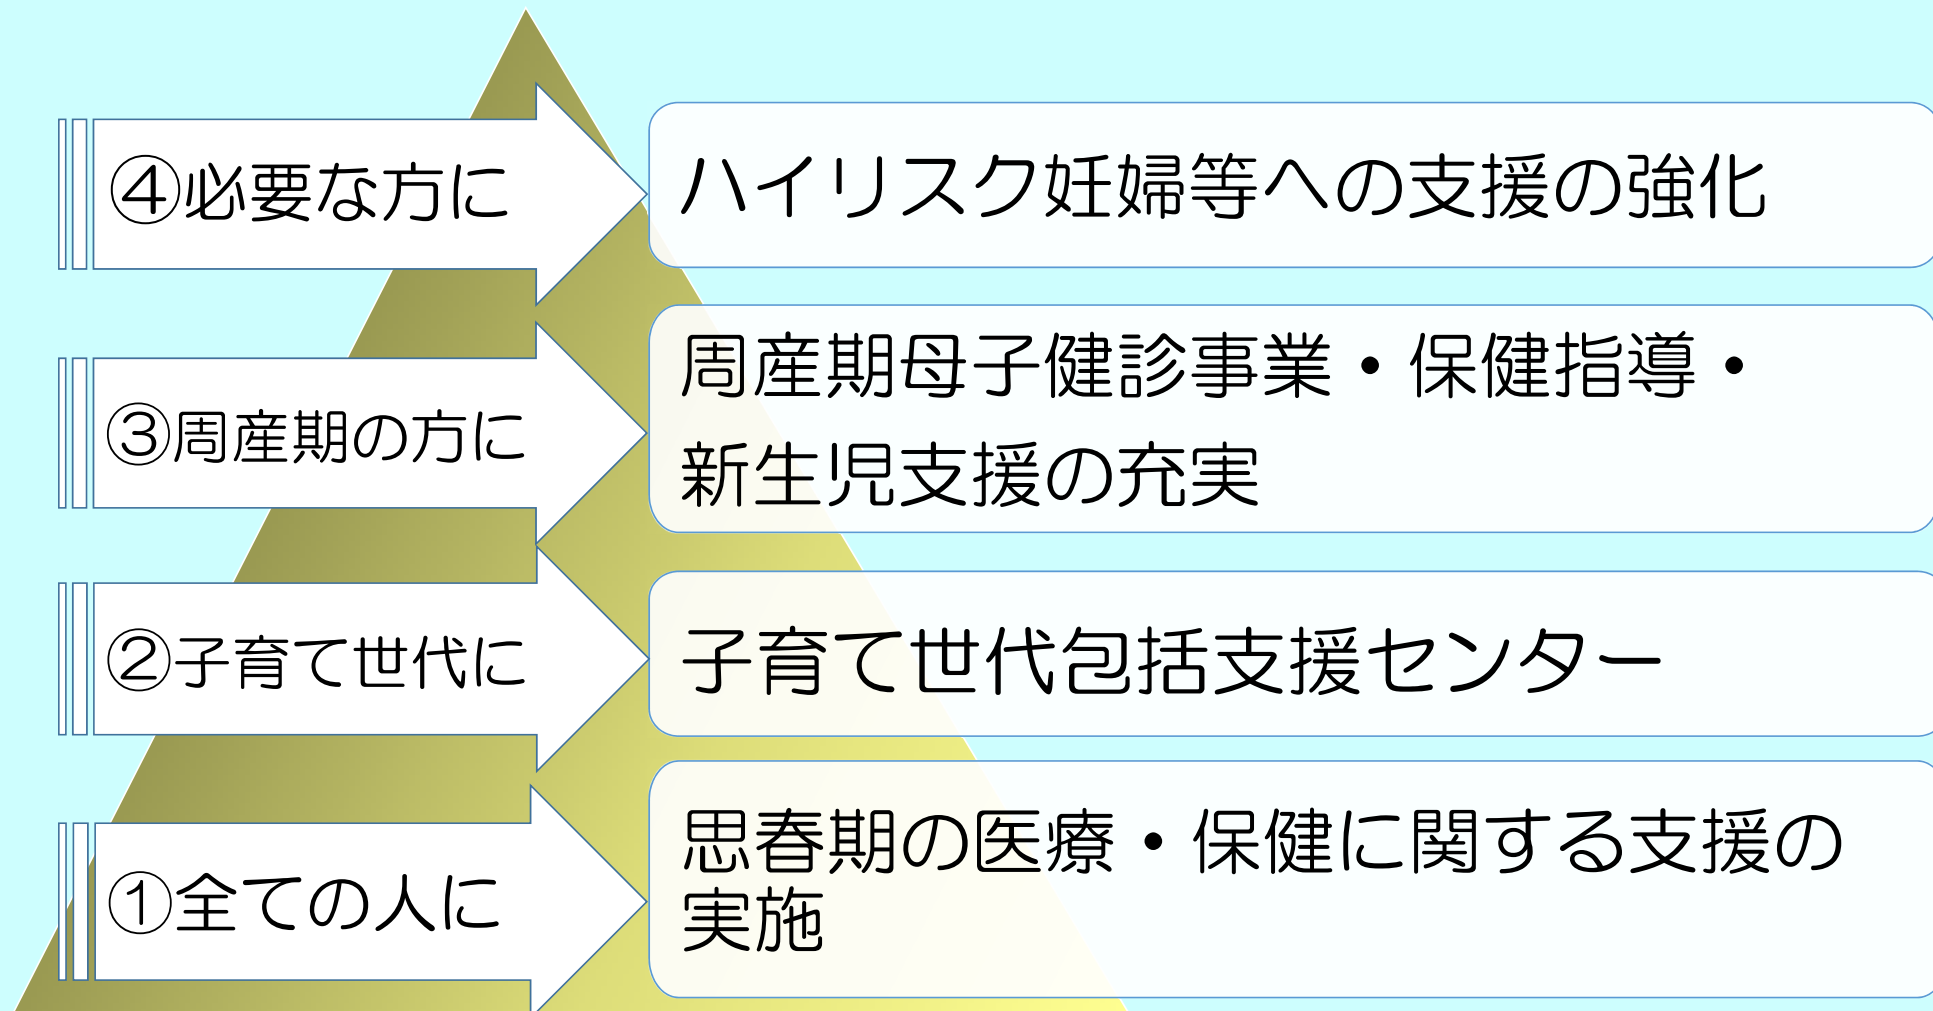 ④必要な方に
ハイリスク妊婦等への支援の強化
③周産期の方に
周産期母子健診事業・保健指導・
新生児支援の充実
②子育て世代に
子育て世代包括支援センター
①全ての人に
思春期の医療・保健に関する支援の
実施